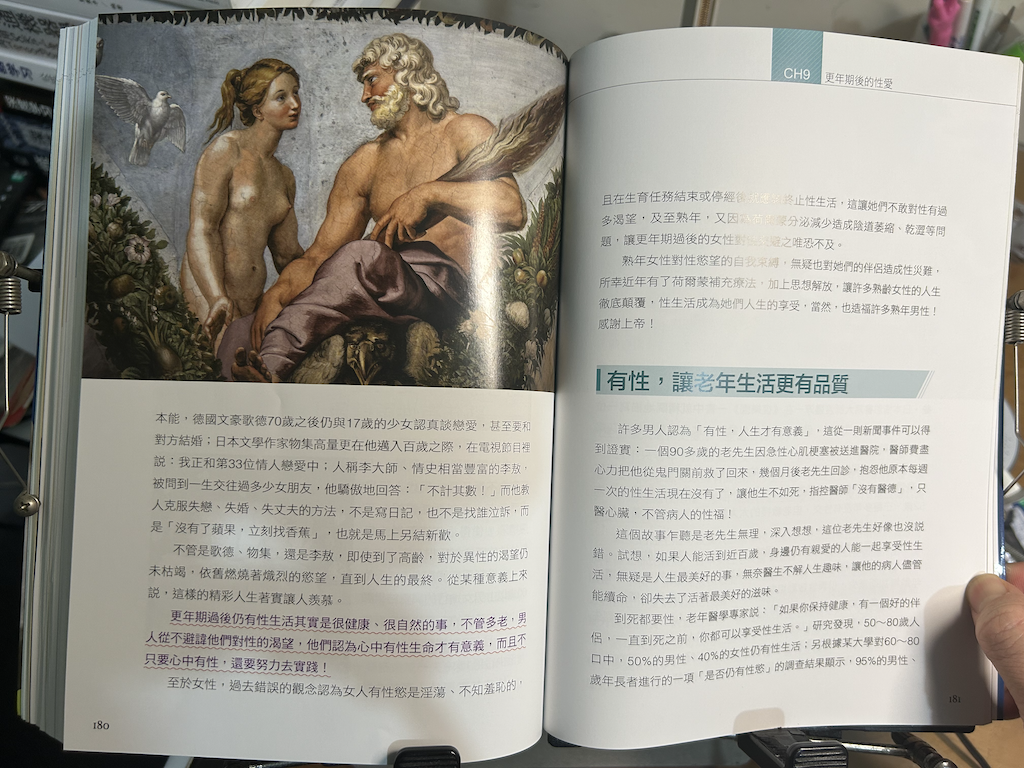 本能，德國文豪歌德70歲之後仍與17歲的少女認真談戀愛，甚至要和
對方結婚；日本文學作家物集高量更在他邁入百歲之際，在電視節目裡
説：我正和第33位情人戀愛中；人稱李大師、情史相當豐富的李敖，
被問到一生交往過多少女朋友，他驕傲地回答：「不計其數！」而他教
人克服失戀、失婚、失丈夫的方法，不是寫日記，也不是找誰泣訴，而
是「沒有了蘋果，立刻找香蕉」，也就是馬上另結新歡。
不管是歌德、物集，還是李敖，即使到了高齡，對於異性的渴望仍
未枯竭，依舊燃燒著熾烈的慾望，直到人生的最終。從某種意義上來
説，這樣的精彩人生著實讓人羨慕。
更年期過後仍有性生活其實是很健康、很自然的事，不管多老，男
人從不避諱他們對性的渴望，他們認為心中有性生命才有意義，而且不
只要心中有性，還要努力去實踐！
至於女性，過去錯誤的觀念認為女人有性慾是淫蕩、不知羞恥的，
180
CH9 更年期後的性愛
且在生育任務結束或停經後 終止性生活，這讓她們不敢對性有過
多渴望，及至熟年，又因 分泌減少造成陰道萎縮、乾澀等問
題，讓更年期過後的女性對 避之唯恐不及。
熟年女性對性慾望的自我束縛，無疑也對她們的伴侶造成性災難，
所幸近年有了荷爾蒙補充療法，加上思想解放，讓許多熟齡女性的人生
徹底顛覆，性生活成為她們人生的享受，當然，也造福許多熟年男性！
感謝上帝！
有性，讓老年生活更有品質
許多男人認為「有性，人生才有意義」，這從一則新聞事件可以得
到證實：一個90多歲的老先生因急性心肌梗塞被送進醫院，醫師費盡
心力把他從鬼門關前救了回來，幾個月後老先生回診，抱怨他原本每週
一次的性生活現在沒有了，讓他生不如死，指控醫師「沒有醫德」，只
醫心臟，不管病人的性福！
這個故事乍聽是老先生無理，深入想想，這位老先生好像也沒説
錯。試想，如果人能活到近百歲，身邊仍有親愛的人能一起享受性生
活，無疑是人生最美好的事，無奈醫生不解人生趣味，讓他的病人儘管
能續命，卻失去了活著最美好的滋味。
到死都要性，老年醫學專家説：「如果你保持健康，有一個好的伴
侶，一直到死之前，你都可以享受性生活。」研究發現，50～80歲人
口中，50%的男性、40%的女性仍有性生活；另根據某大學對60～80
歲年長者進行的一項「是否仍有性慾」的調查結果顯示，95%的男性、
181